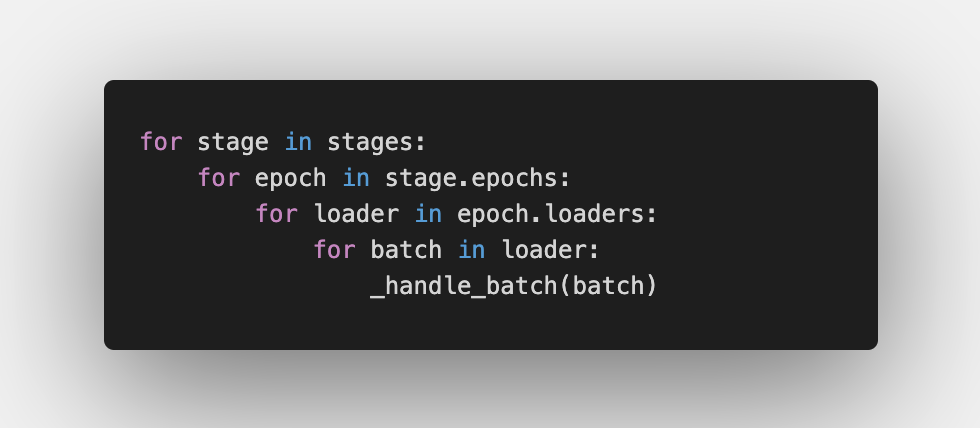 for stage in stages:
    for epoch in stage.epochs:
        for loader in epoch.loaders:
            for batch in loader:
                _handle_batch(batch)